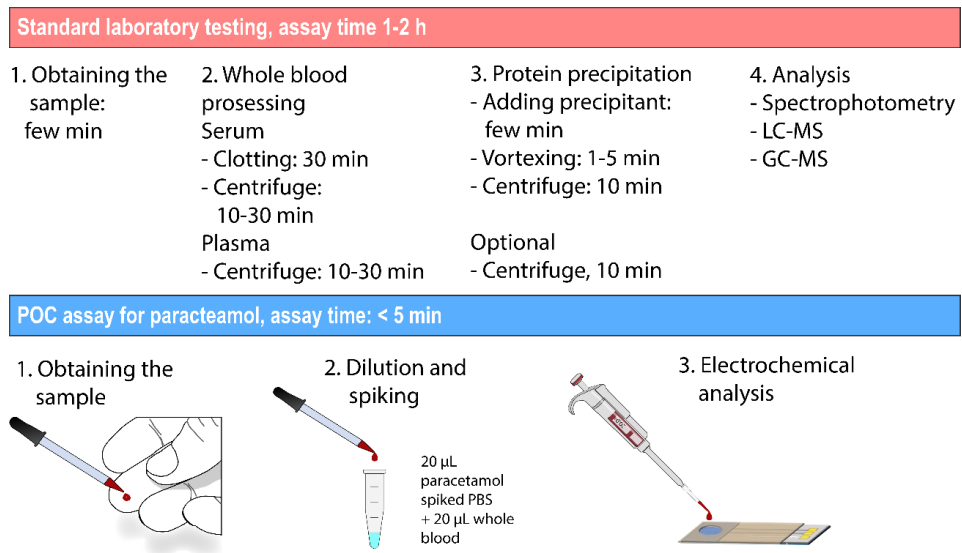 Standard laboratory testing, assay time 1-2 h
1. Obtaining the
sample:
few min
2. Whole blood
prosessing
Serum
- Clotting: 30 min
- Centrifuge:
10-30 min
Plasma
- Centrifuge: 10-30 min
3. Protein precipitation
- Adding precipitant:
few min
- Vortexing: 1-5 min
- Centrifuge: 10 min
Optional
- Centrifuge, 10 min
4. Analysis
- Spectrophotometry
- LC-MS
- GC-MS
POC assay for paracteamol, assay time: < 5 min
1. Obtaining the
sample
2. Dilution and
spiking
20 µL
paracetamol
spiked PBS
+ 20 µL whole
blood
3. Electrochemical
analysis